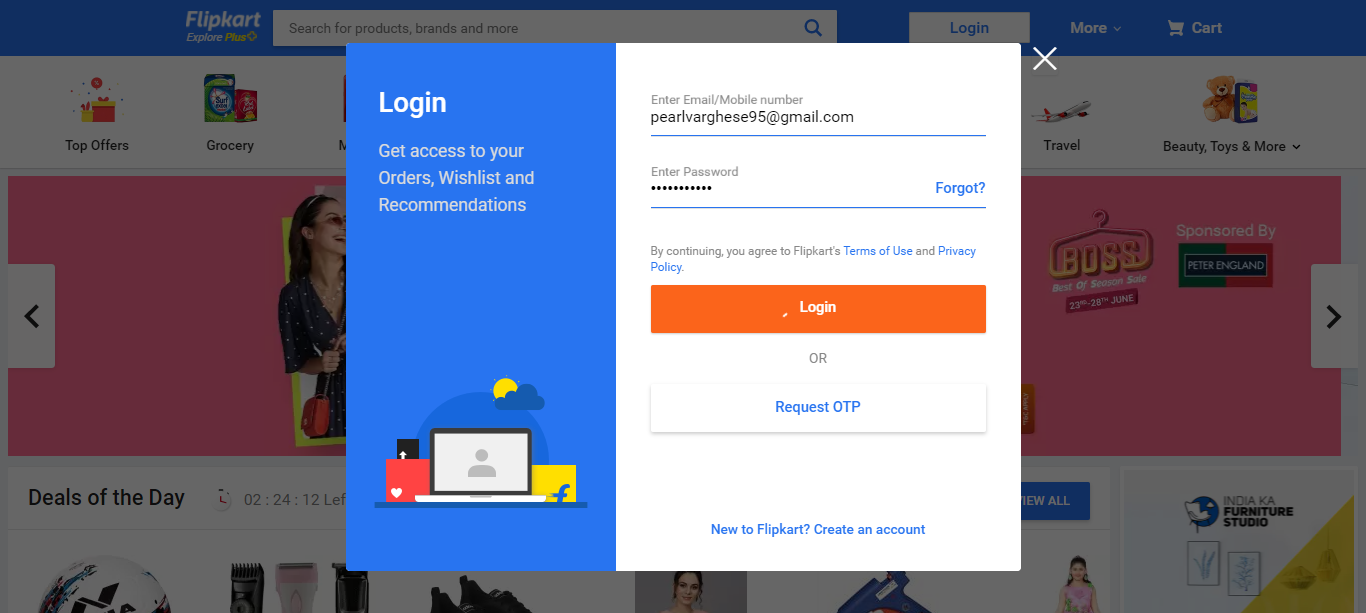 Flipkart
Explore Plus
Search for products, brands and more
Login
More
Cart
Top Offers
Grocery
M
Travel
Beauty, Toys & More
Login
Get access to your
Orders, Wishlist and
Recommendations
Enter Email/Mobile number
pearlvarghese95@gmail.com
Enter Password
•••••••••••
Forgot?
By continuing, you agree to Flipkart's Terms of Use and Privacy
Policy.
Login
OR
Request OTP
New to Flipkart? Create an account
BOSS
Best Of Season Sale
23RD-28TH JUNE
Sponsored By
PETER ENGLAND
Deals of the Day
02 : 24 : 12 Lef
VIEW ALL
INDIA KA
FURNITURE
STUDIO